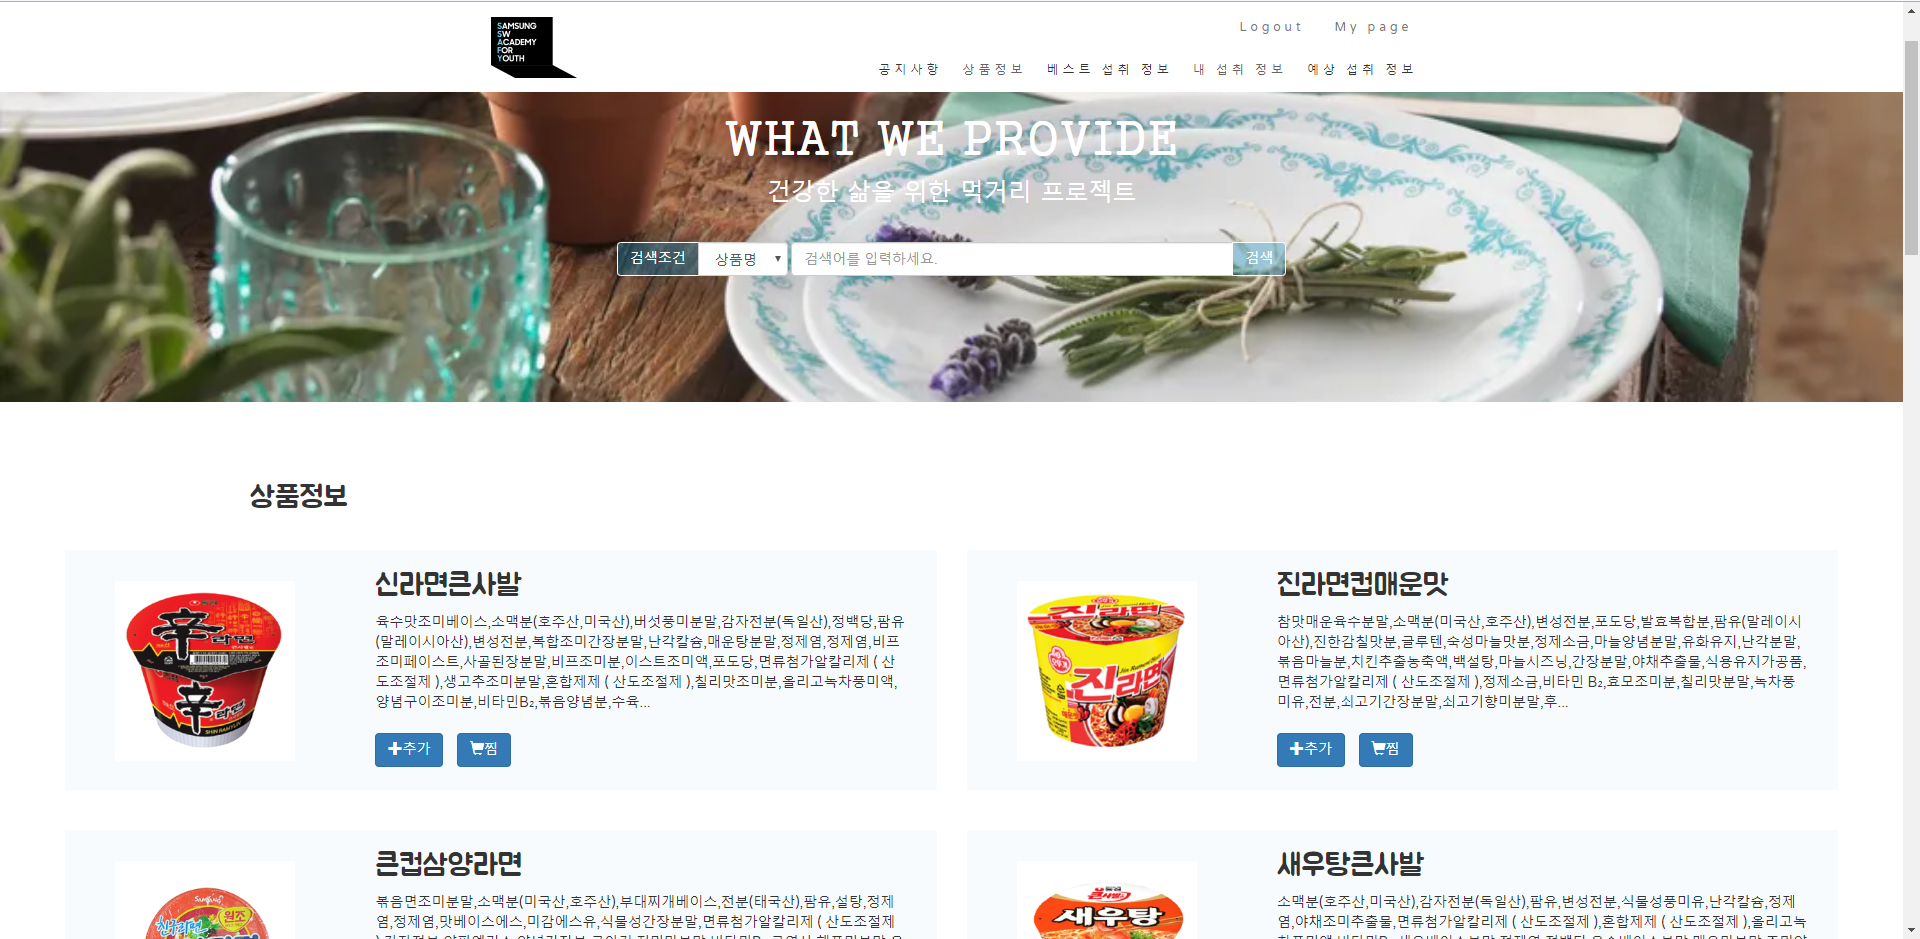 SAMSUNG
SW
ACADEMY
FOR
YOUTH
Logout My page
공지사항 상품정보 베스트 섭취 정보 내 섭취 정보 예상 섭취 정보
WHAT WE PROVIDE
건강한 삶을 위한 먹거리 프로젝트
검색조건 상품명 검색어를 입력하세요. 검색
상품정보
신라면큰사발
육수맛조미베이스,소맥분(호주산,미국산),버섯풍미분말,감자전분(독일산),정백당,팜유
(말레이시아산),변성전분,복합조미간장분말,난각칼슘,매운탕분말,정제염,정제염,비프
조미페이스트,사골된장분말,비프조미분,이스트조미액,포도당,면류첨가알칼리제 ( 산
도조절제 ),생고추조미분말,혼합제제 ( 산도조절제 ),칠리맛조미분,올리고녹차풍미액,
양념구이조미분,비타민B₂,볶음양념분,수육...
추가 찜
辛라면
辛라면
SHIN RAMYUN
진라면컵매운맛
참맛매운육수분말,소맥분(미국산,호주산),변성전분,포도당,발효복합분,팜유(말레이시
아산),진한감칠맛분,글루텐,숙성마늘맛분,정제소금,마늘양념분말,유화유지,난각분말,
볶음마늘분,치킨추출농축액,백설탕,마늘시즈닝,간장분말,야채추출물,식용유지가공품,
면류첨가알칼리제 ( 산도조절제 ),정제소금,비타민 B₂,효모조미분,칠리맛분말,녹차풍
미유,전분,쇠고기간장분말,쇠고기향미분말,후...
추가 찜
진라면
진라면
큰컵삼양라면
볶음면조미분말,소맥분(미국산,호주산),부대찌개베이스,전분(태국산),팜유,설탕,정제
염,정제염,맛베이스에스,미감에스유,식물성간장분말,면류첨가알칼리제 ( 산도조절제
원조
새우탕큰사발
소맥분(호주산,미국산),감자전분(독일산),팜유,변성전분,식물성풍미유,난각칼슘,정제
염,야채조미추출물,면류첨가알칼리제 ( 산도조절제 ),혼합제제 ( 산도조절제 ),올리고녹
큰사발
새우탕